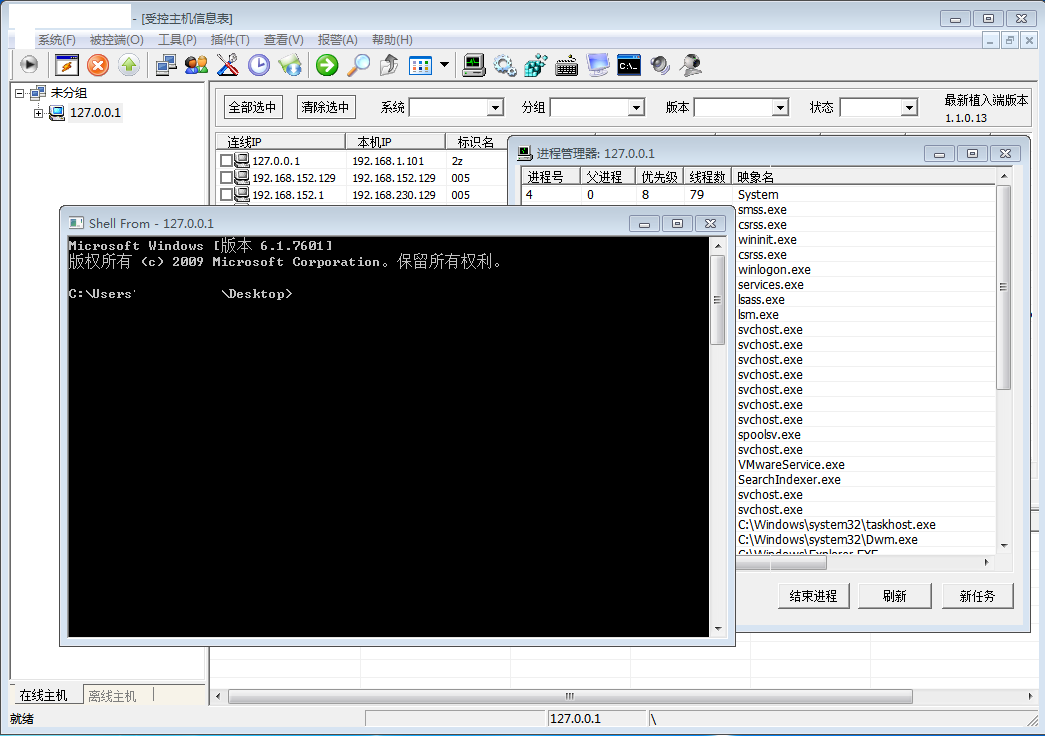 - [受控主机信息表]
系统(F) 被控端(O) 工具(P) 插件(T) 查看(V) 报警(A) 帮助(H)
C:\.
未分组
127.0.0.1
全部选中 清除选中 系统 分组 版本 状态 最新植入端版本
1.1.0.13
连线IP 本机IP 标识名
127.0.0.1 192.168.1.101 2z
192.168.152.129 192.168.152.129 005
192.168.152.1 192.168.230.129 005
进程管理器: 127.0.0.1
进程号 父进程 优先级 线程数 映象名
4 0 8 79 System
smss.exe
csrss.exe
wininit.exe
csrss.exe
winlogon.exe
services.exe
lsass.exe
lsm.exe
svchost.exe
svchost.exe
svchost.exe
svchost.exe
svchost.exe
svchost.exe
svchost.exe
spoolsv.exe
svchost.exe
VMwareService.exe
SearchIndexer.exe
svchost.exe
svchost.exe
C:\Windows\system32\taskhost.exe
C:\Windows\system32\Dwm.exe
C:\Windows\Explorer.EXE
结束进程 刷新 新任务
Shell From - 127.0.0.1
Microsoft Windows [版本 6.1.7601]
版权所有 (c) 2009 Microsoft Corporation。保留所有权利。
C:\Users \Desktop>
在线主机 离线主机
就绪 127.0.0.1 \